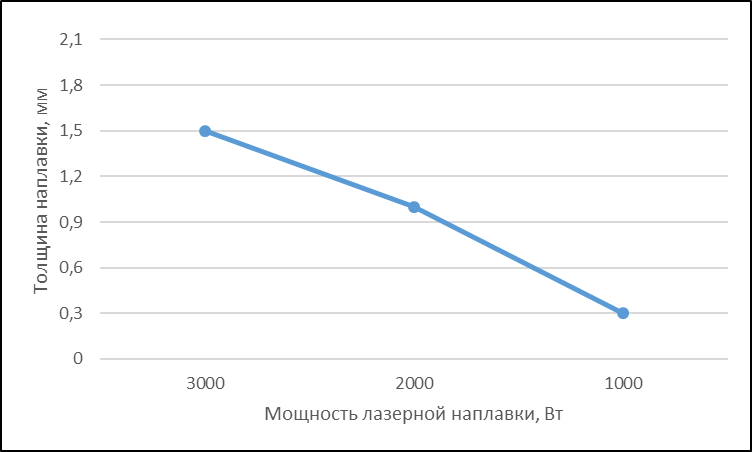 2,1
1,8
1,5
1,2
0,9
0,6
0,3
0
Толщина наплавки, мм
3000 2000 1000
Мощность лазерной наплавки, Вт